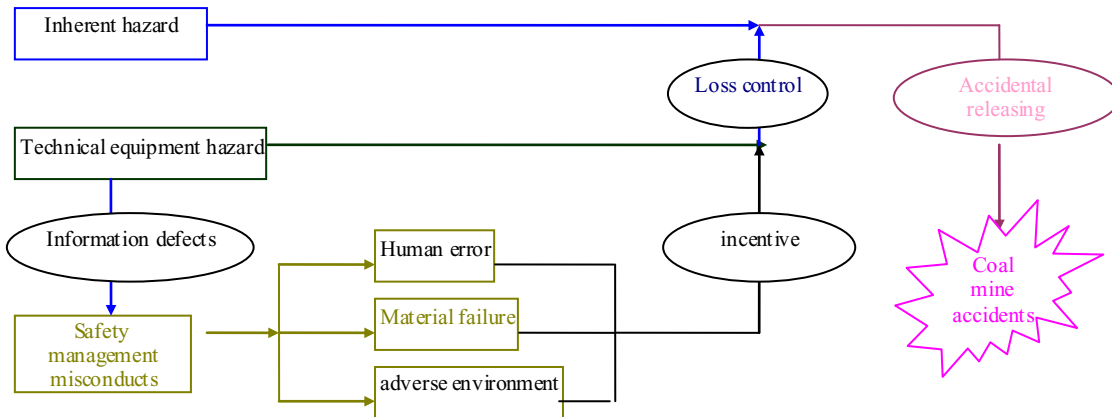 Inherent hazard
Loss control
Accidental
releasing
Technical equipment hazard
Information defects
Human error
incentive
Coal
mine
accidents
Material failure
Safety
management
misconducts
adverse environment